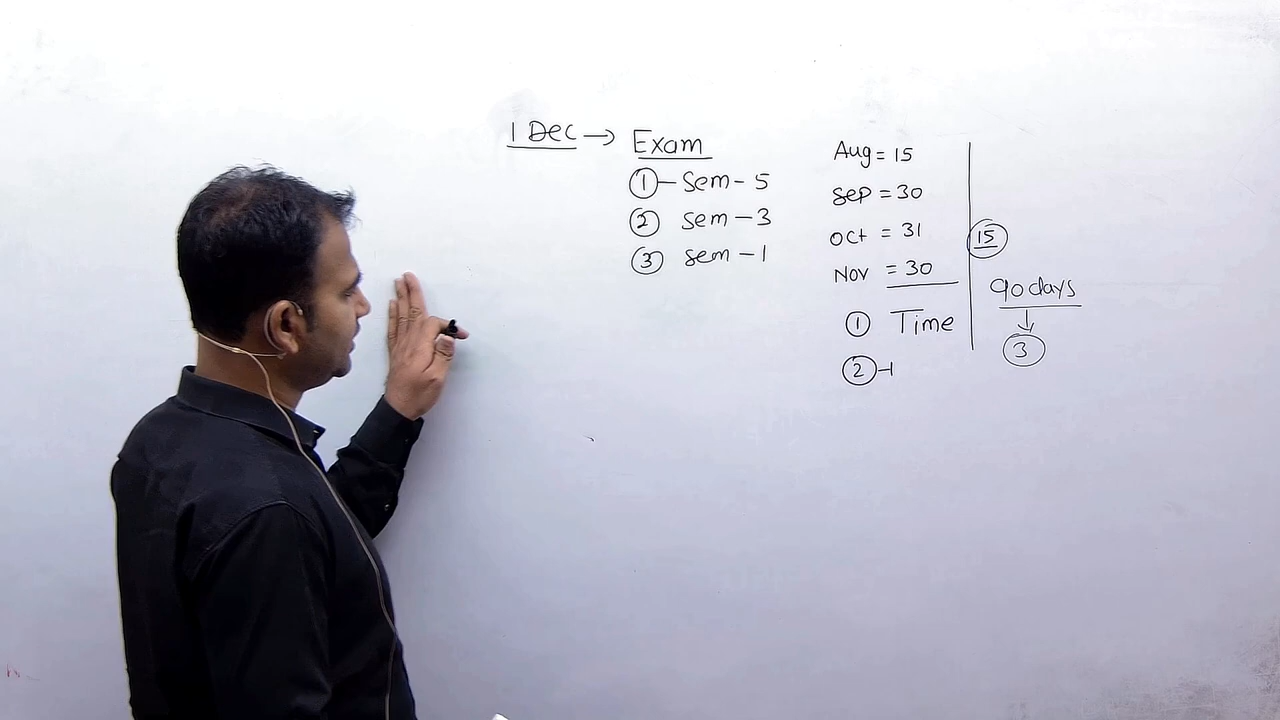 1 Dec → Exam
① - Sem - 5
② sem - 3
③ sem - 1
Aug = 15
sep = 30
oct = 31
Nov = 30
① Time
② -1
15
90 days
↓
③